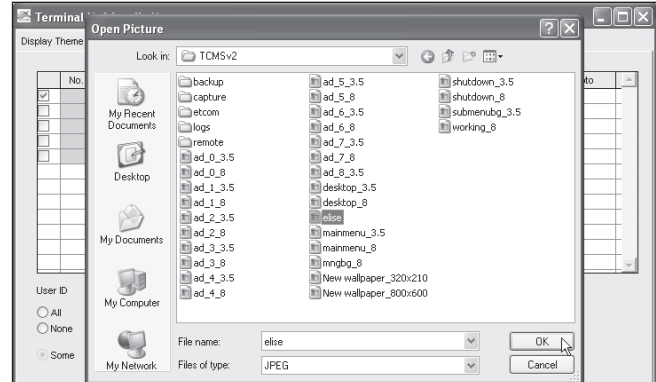 Terminal
Open Picture
Display Theme
Look in:
TCMSv2
No.
My Recent Documents
Desktop
My Documents
My Computer
My Network
backup
capture
etcom
logs
remote
ad_0_3.5
ad_0_8
ad_1_3.5
ad_1_8
ad_2_3.5
ad_2_8
ad_3_3.5
ad_3_8
ad_4_3.5
ad_4_8
ad_5_3.5
ad_5_8
ad_6_3.5
ad_6_8
ad_7_3.5
ad_7_8
ad_8_3.5
desktop_3.5
desktop_8
elise
mainmenu_3.5
mainmenu_8
mngbg_8
New wallpaper_320x210
New wallpaper_800x600
shutdown_3.5
shutdown_8
submenubg_3.5
working_8
User ID
All
None
Some
File name:
elise
OK
Files of type:
JPEG
Cancel